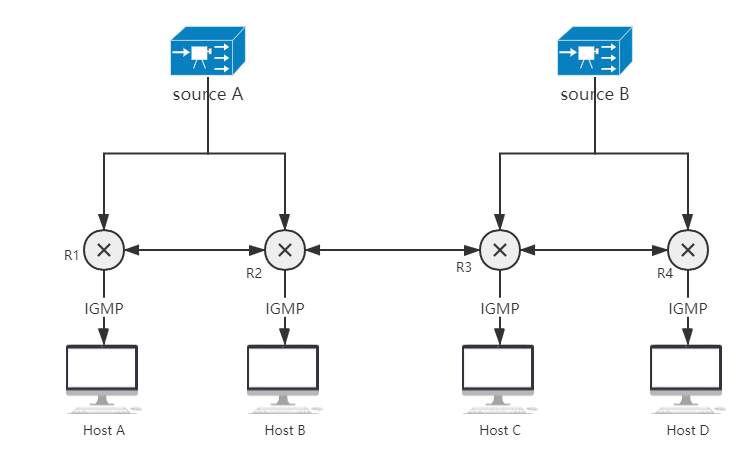 source A
source B
R1
R2
R3
R4
IGMP
IGMP
IGMP
IGMP
Host A
Host B
Host C
Host D